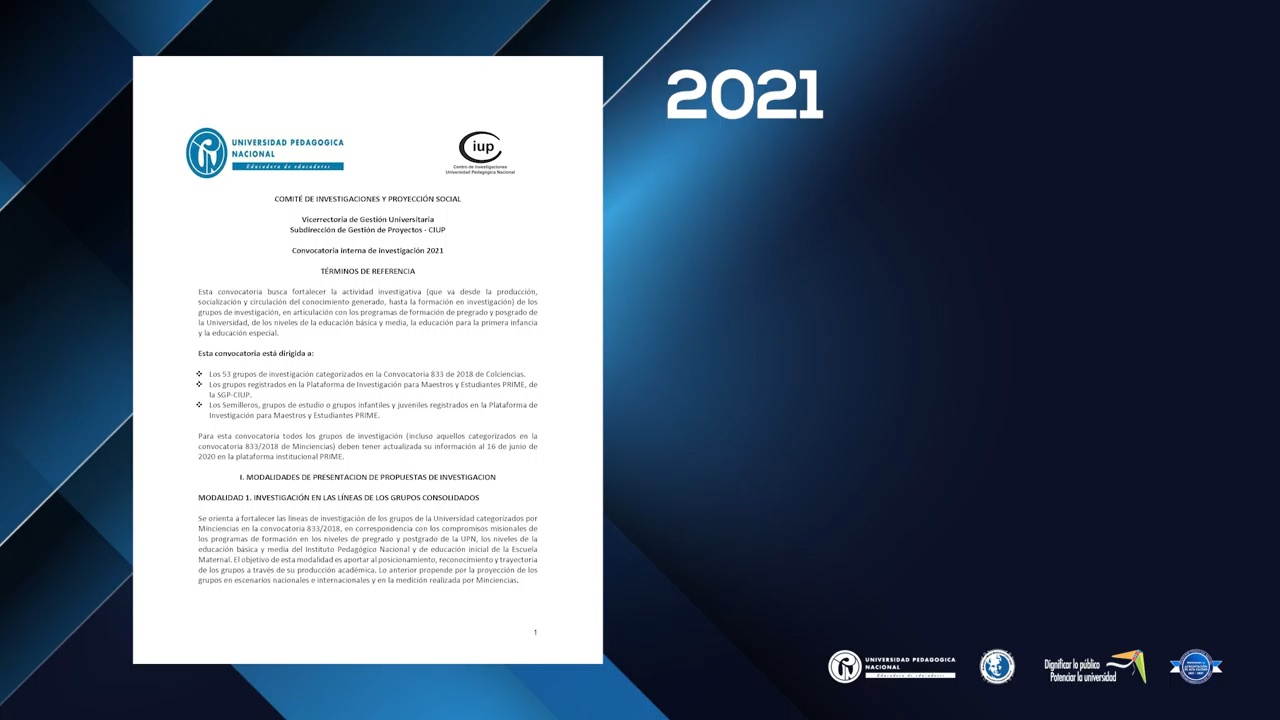 2021
UNIVERSIDAD PEDAGOGICA
NACIONAL
Educadora de educadores
iup
Centro de Investigaciones
Universidad Pedagógica Nacional
COMITÉ DE INVESTIGACIONES Y PROYECCIÓN SOCIAL
Vicerrectoría de Gestión Universitaria
Subdirección de Gestión de Proyectos - CIUP
Convocatoria interna de investigación 2021
TÉRMINOS DE REFERENCIA
Esta convocatoria busca fortalecer la actividad investigativa (que va desde la producción,
socialización y circulación del conocimiento generado, hasta la formación en investigación) de los
grupos de investigación, en articulación con los programas de formación de pregrado y posgrado de
la Universidad, de los niveles de la educación básica y media, la educación para la primera infancia
y la educación especial.
Esta convocatoria está dirigida a:
❖ Los 53 grupos de investigación categorizados en la Convocatoria 833 de 2018 de Colciencias.
❖ Los grupos registrados en la Plataforma de Investigación para Maestros y Estudiantes PRIME, de
la SGP-CIUP.
❖ Los Semilleros, grupos de estudio o grupos infantiles y juveniles registrados en la Plataforma de
Investigación para Maestros y Estudiantes PRIME.
Para esta convocatoria todos los grupos de investigación (incluso aquellos categorizados en la
convocatoria 833/2018 de Minciencias) deben tener actualizada su información al 16 de junio de
2020 en la plataforma institucional PRIME.
I. MODALIDADES DE PRESENTACION DE PROPUESTAS DE INVESTIGACION
MODALIDAD 1. INVESTIGACIÓN EN LAS LÍNEAS DE LOS GRUPOS CONSOLIDADOS
Se orienta a fortalecer las líneas de investigación de los grupos de la Universidad categorizados por
Minciencias en la convocatoria 833/2018, en correspondencia con los compromisos misionales de
los programas de formación en los niveles de pregrado y postgrado de la UPN, los niveles de la
educación básica y media del Instituto Pedagógico Nacional y de educación inicial de la Escuela
Maternal. El objetivo de esta modalidad es aportar al posicionamiento, reconocimiento y trayectoria
de los grupos a través de su producción académica. Lo anterior propende por la proyección de los
grupos en escenarios nacionales e internacionales y en la medición realizada por Minciencias.
1
UNIVERSIDAD PEDAGOGICA
NACIONAL
Educadora de educadores
Dignificar lo público
Potenciar la universidad